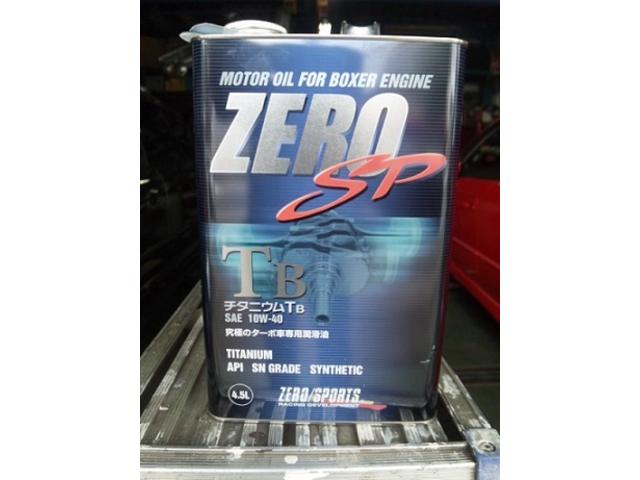 MOTOR OIL FOR BOXER ENGINE
ZERO
SP
TB
チタニウムTB
SAE 10W-40
究極のターボ車専用潤滑油
TITANIUM
API SN GRADE SYNTHETIC
4.5L
ZERO/SPORTS
RACING DEVELOPMENT